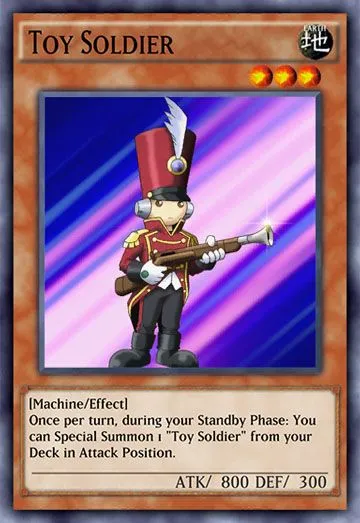 TOY SOLDIER
EARTH
地
[Machine/Effect]
Once per turn, during your Standby Phase: You
can Special Summon 1 "Toy Soldier" from your
Deck in Attack Position.
ATK/ 800 DEF/ 300